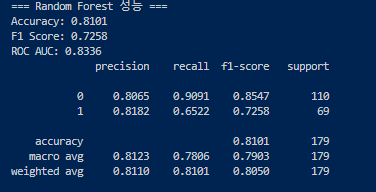 === Random Forest 성능 ===
Accuracy: 0.8101
F1 Score: 0.7258
ROC AUC: 0.8336
precision recall f1-score support
0 0.8065 0.9091 0.8547 110
1 0.8182 0.6522 0.7258 69
accuracy 0.8101 179
macro avg 0.8123 0.7806 0.7903 179
weighted avg 0.8110 0.8101 0.8050 179